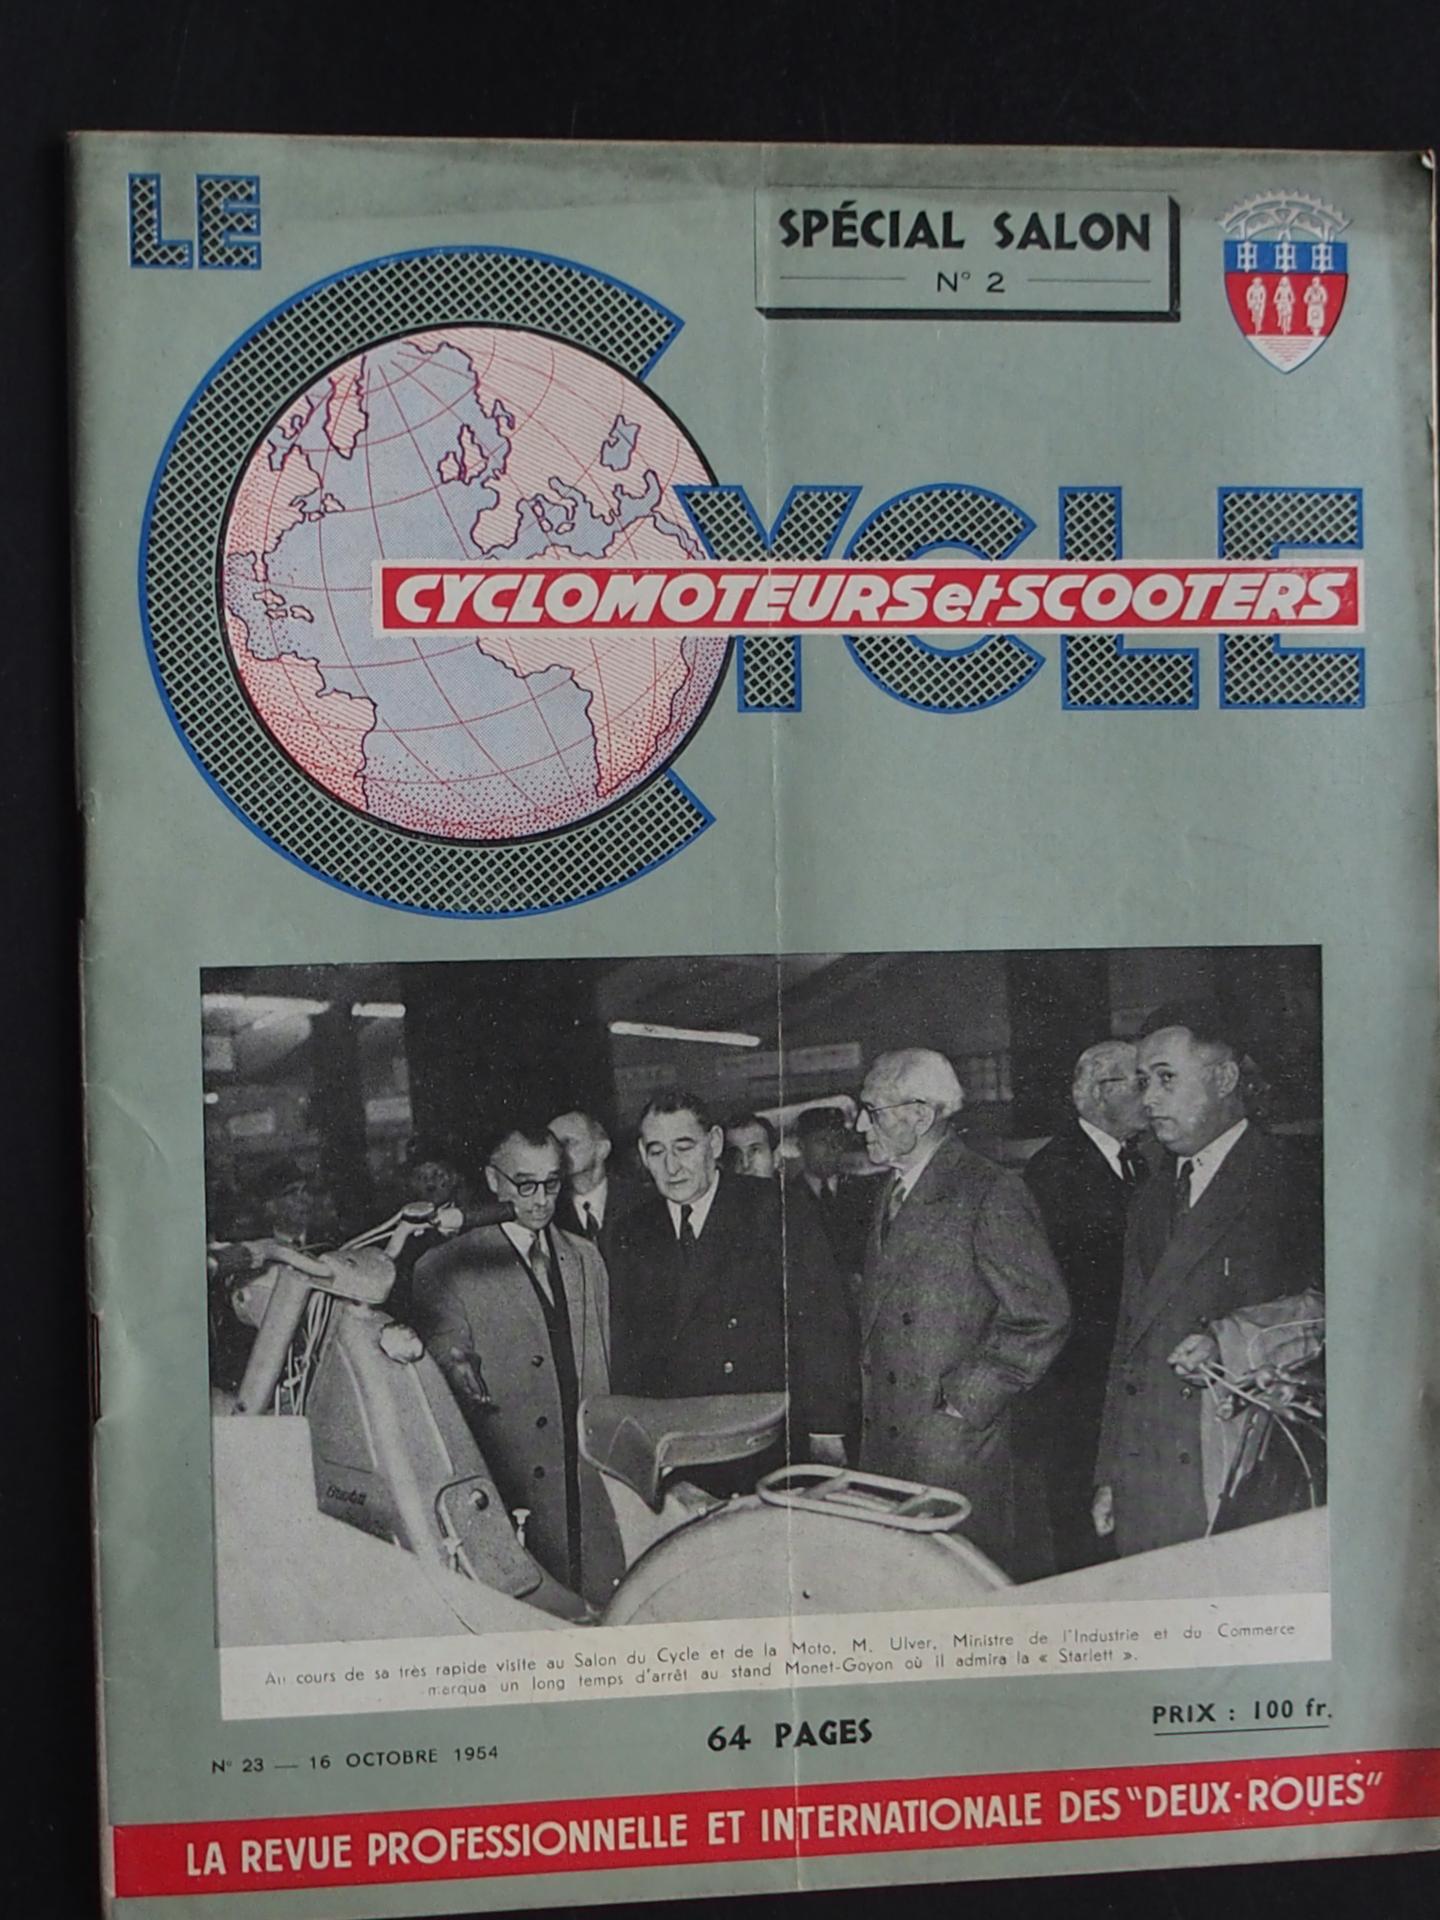 LE
SPÉCIAL SALON
N° 2
CYCLE
CYCLOMOTEURS et SCOOTERS
Au cours de sa très rapide visite au Salon du Cycle et de la Moto, M. Ulver, Ministre de l'Industrie et du Commerce
marqua un long temps d'arrêt au stand Monet-Goyon où il admira la « Starlett ».
PRIX : 100 fr.
64 PAGES
N° 23 — 16 OCTOBRE 1954
LA REVUE PROFESSIONNELLE ET INTERNATIONALE DES "DEUX-ROUES"